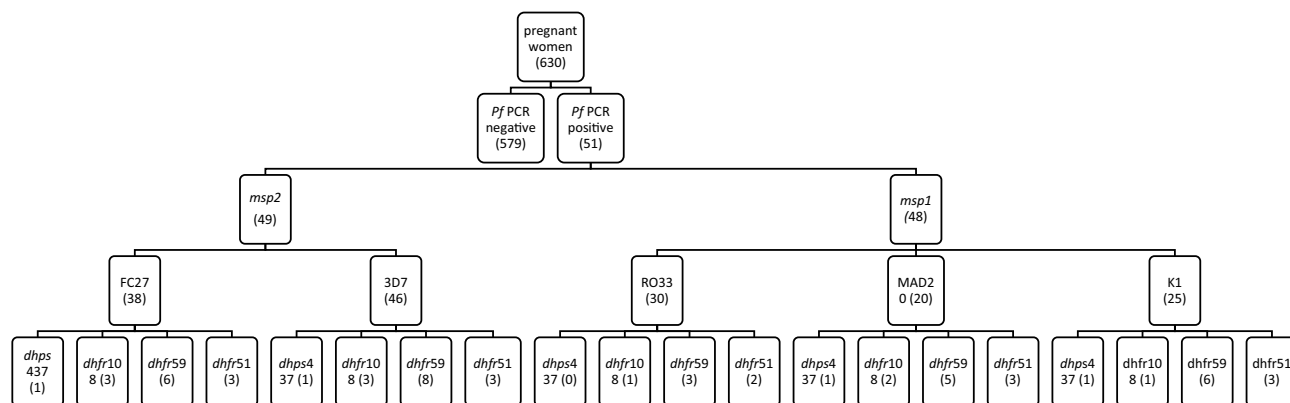 pregnant
women
(630)
Pf PCR
negative
(579)
Pf PCR
positive
(51)
msp2
(49)
msp1
(48)
FC27
(38)
3D7
(46)
RO33
(30)
MAD2
0 (20)
K1
(25)
dhps
437
(1)
dhfr10
8 (3)
dhfr59
(6)
dhfr51
(3)
dhps4
37 (1)
dhfr10
8 (3)
dhfr59
(8)
dhfr51
(3)
dhps4
37 (0)
dhfr10
8 (1)
dhfr59
(3)
dhfr51
(2)
dhps4
37 (1)
dhfr10
8 (2)
dhfr59
(5)
dhfr51
(3)
dhps4
37 (1)
dhfr10
8 (1)
dhfr59
(6)
dhfr51
(3)